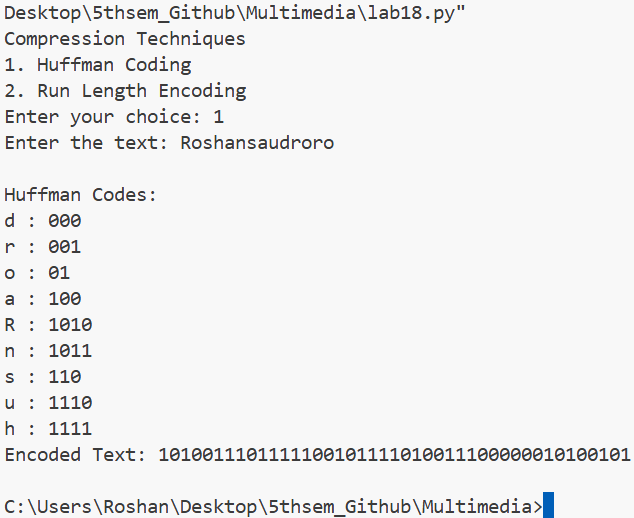 Desktop\5thsem_Github\Multimedia\lab18.py"
Compression Techniques
1. Huffman Coding
2. Run Length Encoding
Enter your choice: 1
Enter the text: Roshansaudroro
Huffman Codes:
d : 000
r : 001
o : 01
a : 100
R : 1010
n : 1011
s : 110
u : 1110
h : 1111
Encoded Text: 1010011101111100101111010011100000010100101
C:\Users\Roshan\Desktop\5thsem_Github\Multimedia>